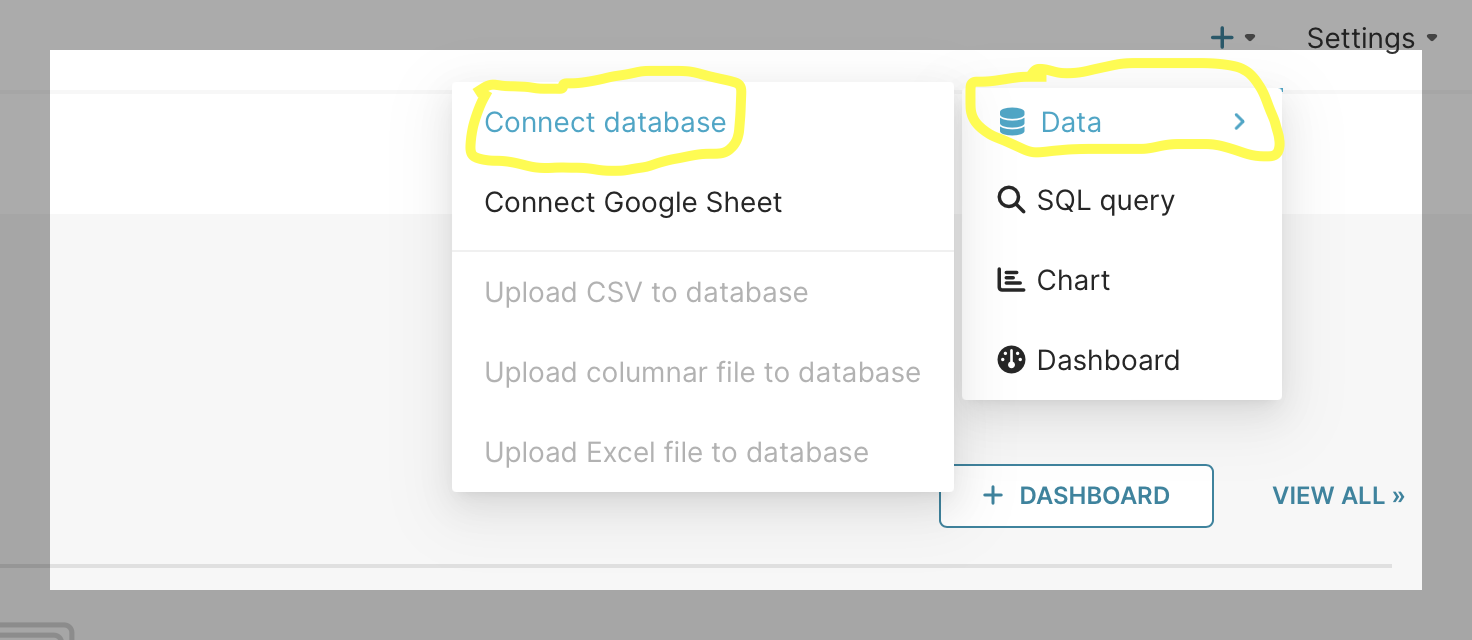 Settings
Connect database
Connect Google Sheet
Upload CSV to database
Upload columnar file to database
Upload Excel file to database
Data
SQL query
Chart
Dashboard
+ DASHBOARD
VIEW ALL »